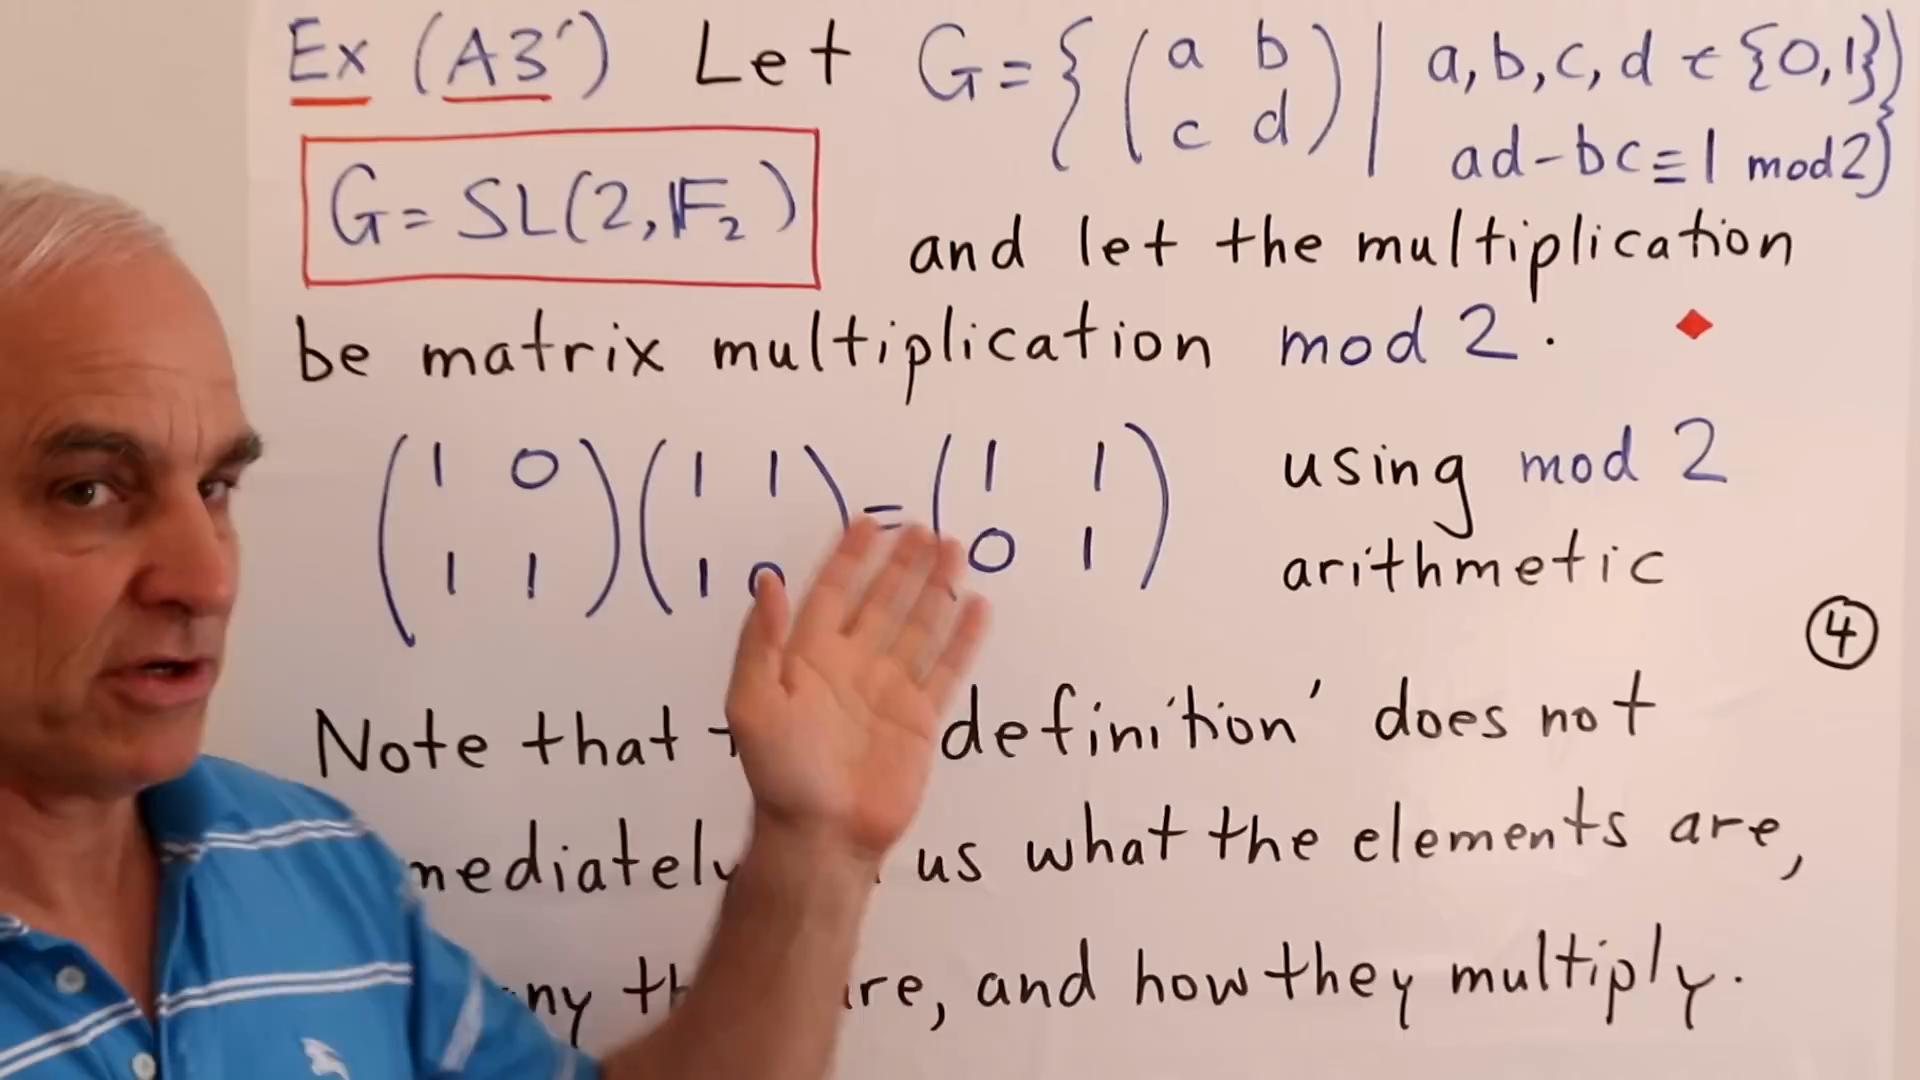 Ex (A3′) Let G = { ( a b
c d ) | a, b, c, d ∈ {0,1}
ad - bc ≡ 1 mod 2 }
G = SL(2, 𝔽₂)
and let the multiplication
be matrix multiplication mod 2.
( 1 0 ) ( 1 1 ) = ( 1 1 ) using mod 2
( 1 1 ) ( 1 0 ) ( 0 1 ) arithmetic
4
Note that definition' does not
us what the elements are,
and how they multiply.